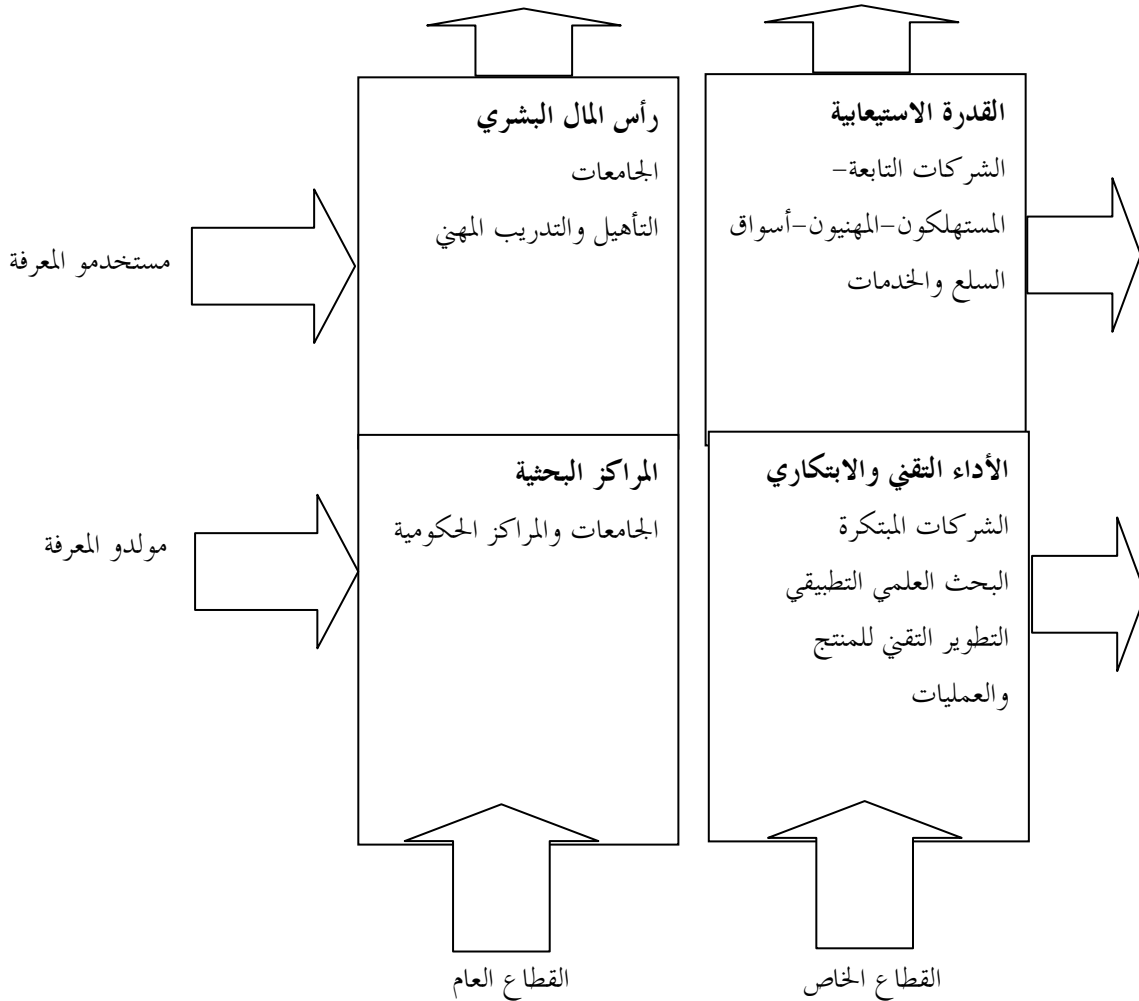 القدرة الاستيعابية
الشركات التابعة–
المستهلكون–المهنيون–أسواق
السلع والخدمات
رأس المال البشري
الجامعات
التأهيل والتدريب المهني
مستخدمو المعرفة
الأداء التقني والابتكاري
الشركات المبتكرة
البحث العلمي التطبيقي
التطوير التقني للمنتج
والعمليات
المراكز البحثية
الجامعات والمراكز الحكومية
مولدو المعرفة
القطاع الخاص
القطاع العام